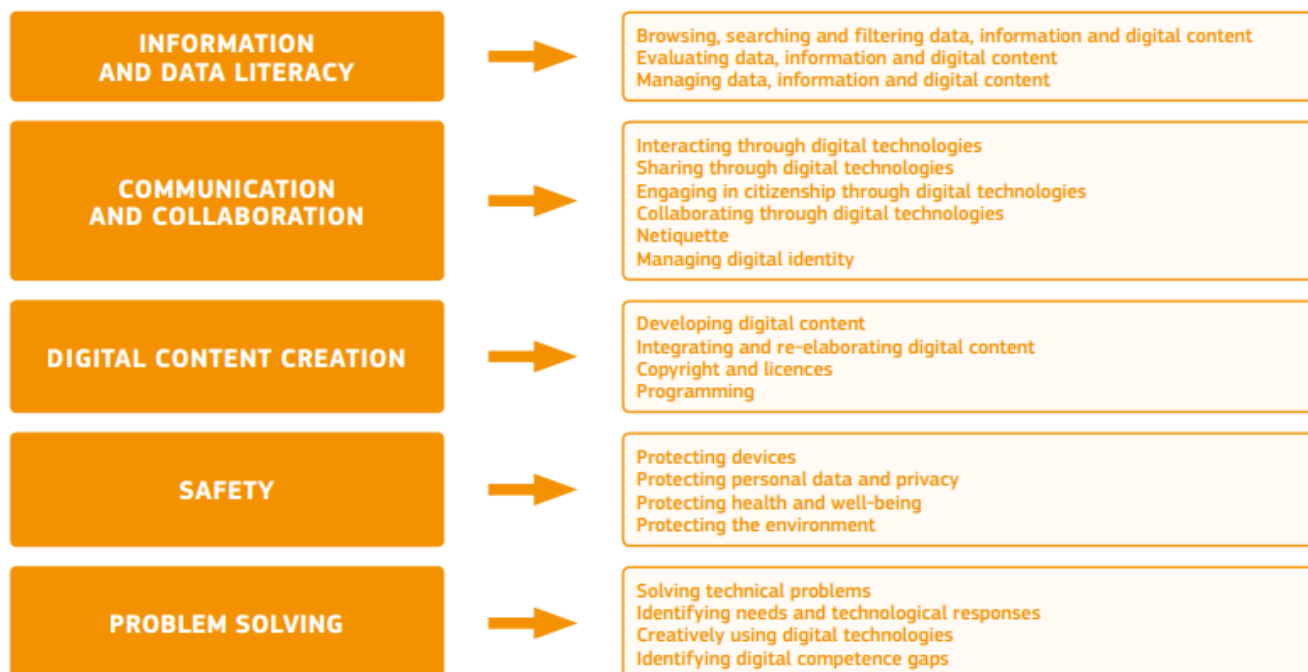 INFORMATION
AND DATA LITERACY
Browsing, searching and filtering data, information and digital content
Evaluating data, information and digital content
Managing data, information and digital content
COMMUNICATION
AND COLLABORATION
Interacting through digital technologies
Sharing through digital technologies
Engaging in citizenship through digital technologies
Collaborating through digital technologies
Netiquette
Managing digital identity
DIGITAL CONTENT CREATION
Developing digital content
Integrating and re-elaborating digital content
Copyright and licences
Programming
SAFETY
Protecting devices
Protecting personal data and privacy
Protecting health and well-being
Protecting the environment
PROBLEM SOLVING
Solving technical problems
Identifying needs and technological responses
Creatively using digital technologies
Identifying digital competence gaps